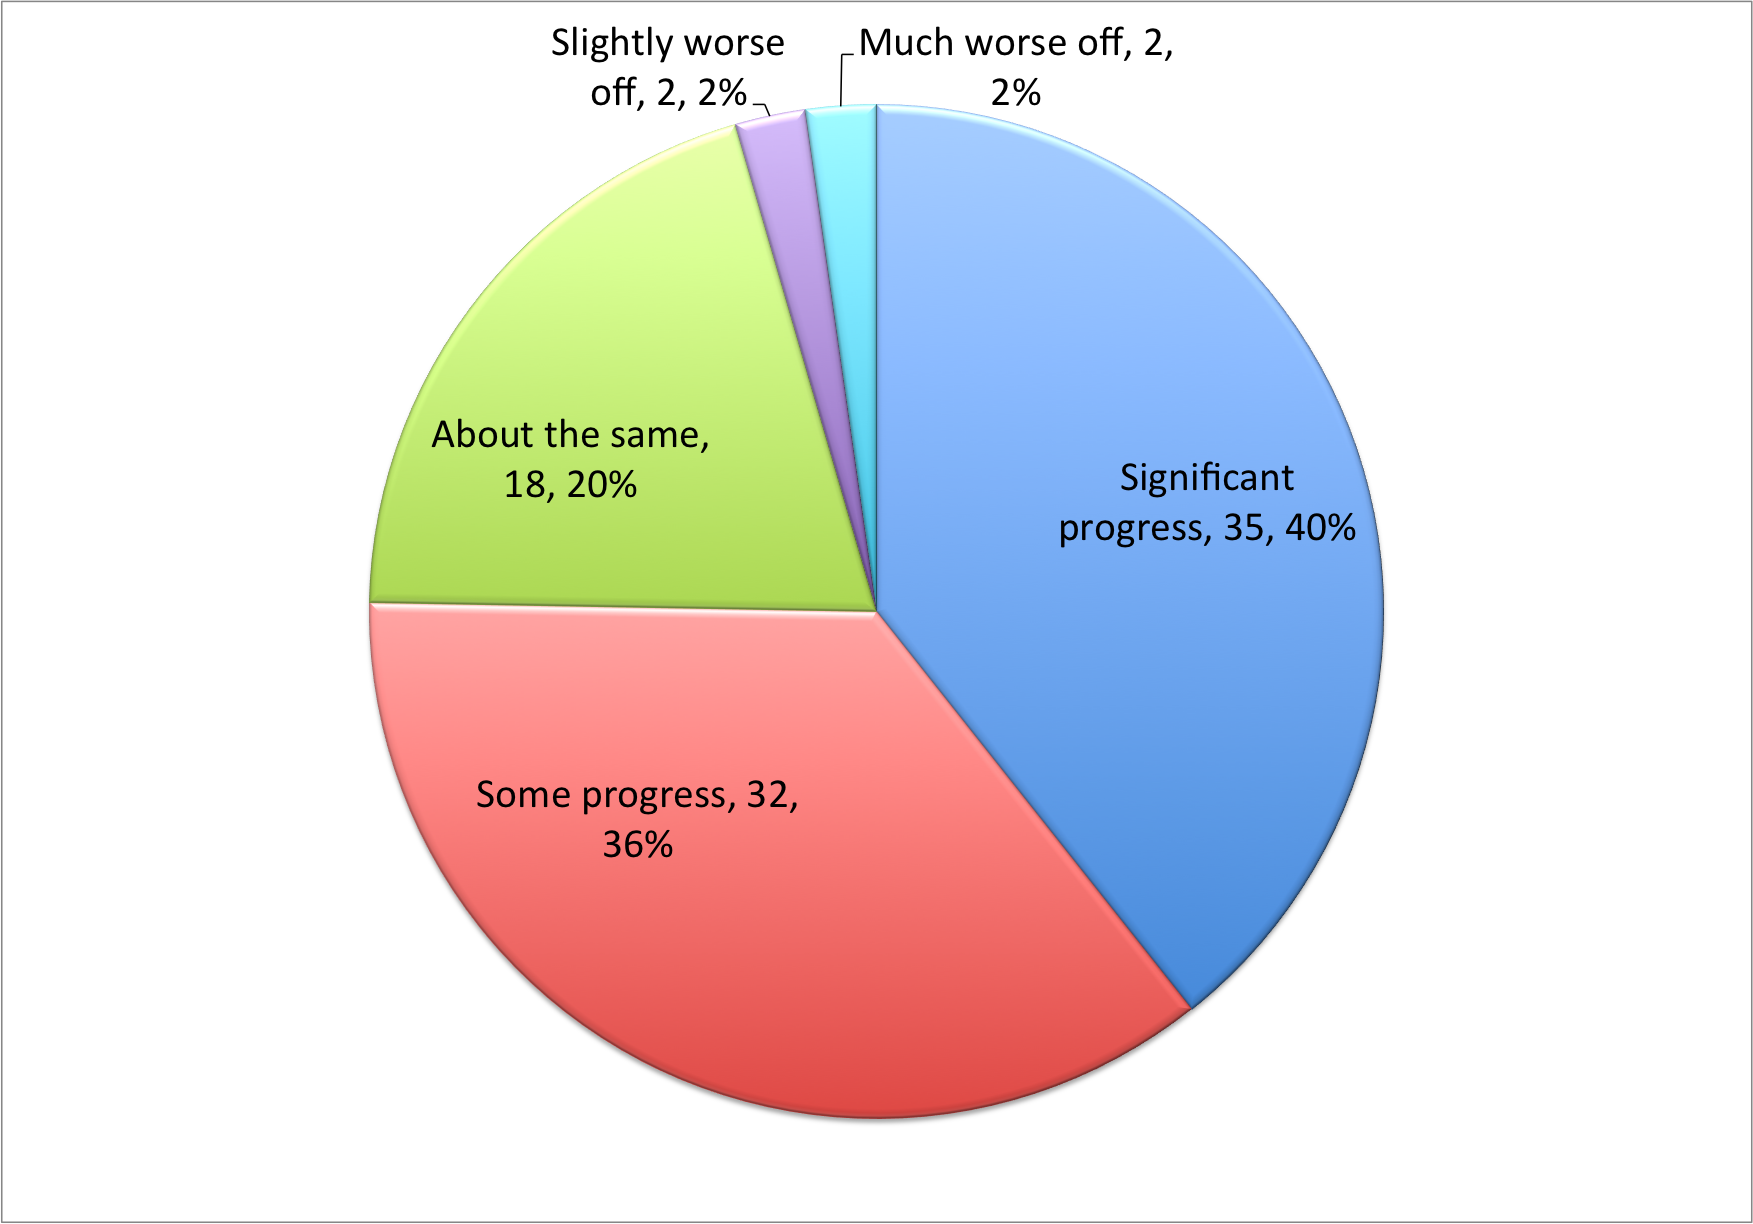 Slightly worse
off, 2, 2%
Much worse off, 2,
2%
Significant
progress, 35, 40%
About the same,
18, 20%
Some progress, 32,
36%